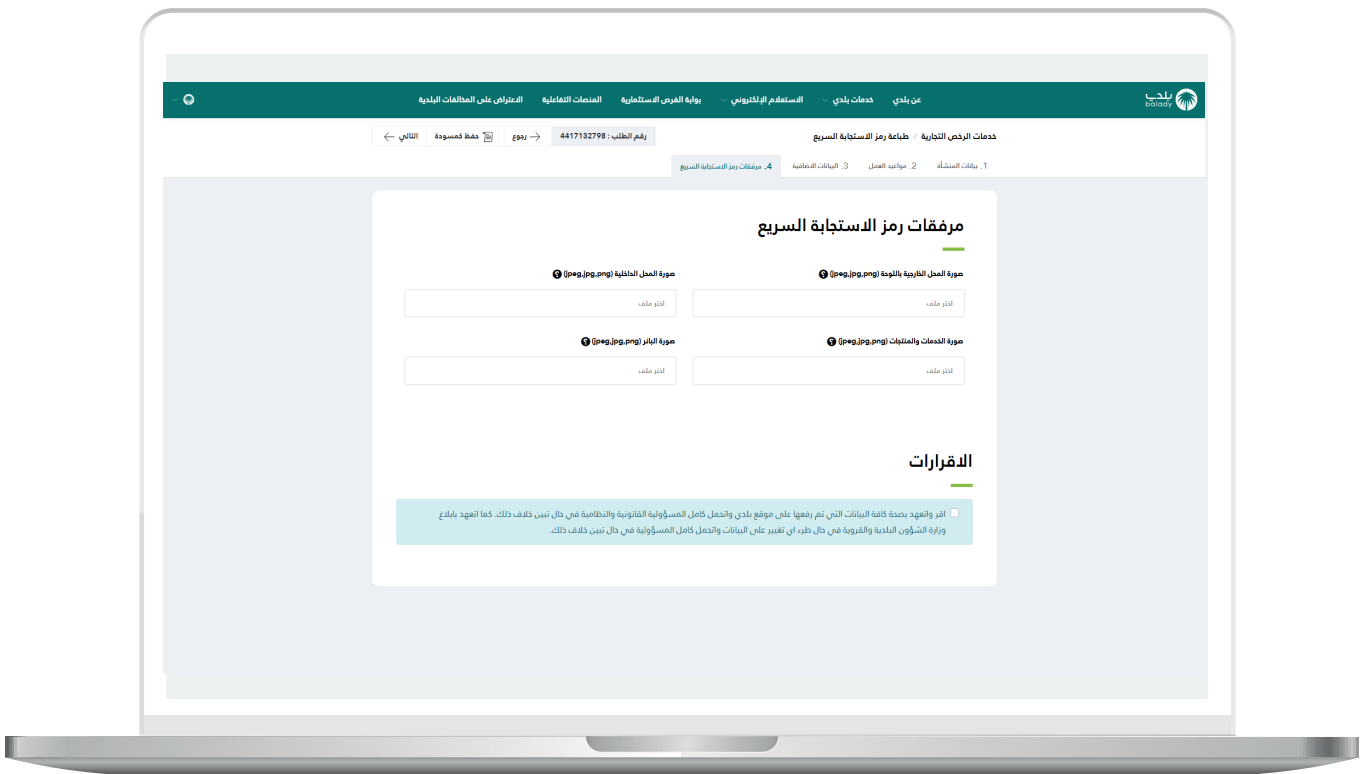 بلدي
balady
عن بلدي
خدمات بلدي
الاستعلام الإلكتروني
بوابة الفرص الاستثمارية
المنصات التفاعلية
الاعتراض على المخالفات البلدية
خدمات الرخص التجارية / طباعة رمز الاستجابة السريع
رقم الطلب : 4417132798
رجوع
حفظ كمسودة
التالي
1. بيانات المنشأة
2. مواعيد العمل
3. البيانات الاضافية
4. مرفقات رمز الاستجابة السريع
مرفقات رمز الاستجابة السريع
صورة المحل الخارجية باللوحة (jpeg,jpg,png)
صورة المحل الداخلية (jpeg,jpg,png)
اختر ملف
اختر ملف
صورة الخدمات والمنتجات (jpeg,jpg,png)
صورة البانر (jpeg,jpg,png)
اختر ملف
اختر ملف
الاقرارات
اقر واتعهد بصحة كافة البيانات التي تم رفعها على موقع بلدي واتحمل كامل المسؤولية القانونية والنظامية في حال تبين خلاف ذلك. كما اتعهد بابلاغ
وزارة الشؤون البلدية والقروية في حال طرء اي تغيير على البيانات واتحمل كامل المسؤولية في حال تبين خلاف ذلك.